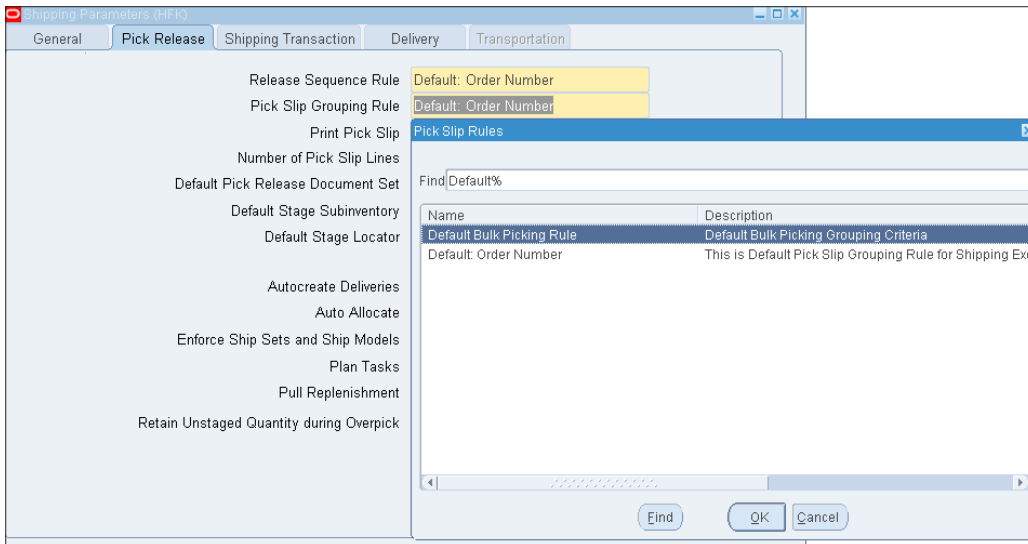 Shipping Parameters (HFK)
General Pick Release Shipping Transaction Delivery Transportation
Release Sequence Rule Default: Order Number
Pick Slip Grouping Rule Default: Order Number
Print Pick Slip
Pick Slip Rules
Number of Pick Slip Lines
Default Pick Release Document Set
Find Default%
Default Stage Subinventory
Name Description
Default Stage Locator
Default Bulk Picking Rule Default Bulk Picking Grouping Criteria
Default: Order Number This is Default Pick Slip Grouping Rule for Shipping Exe
Autocreate Deliveries
Auto Allocate
Enforce Ship Sets and Ship Models
Plan Tasks
Pull Replenishment
Retain Unstaged Quantity during Overpick
Find OK Cancel